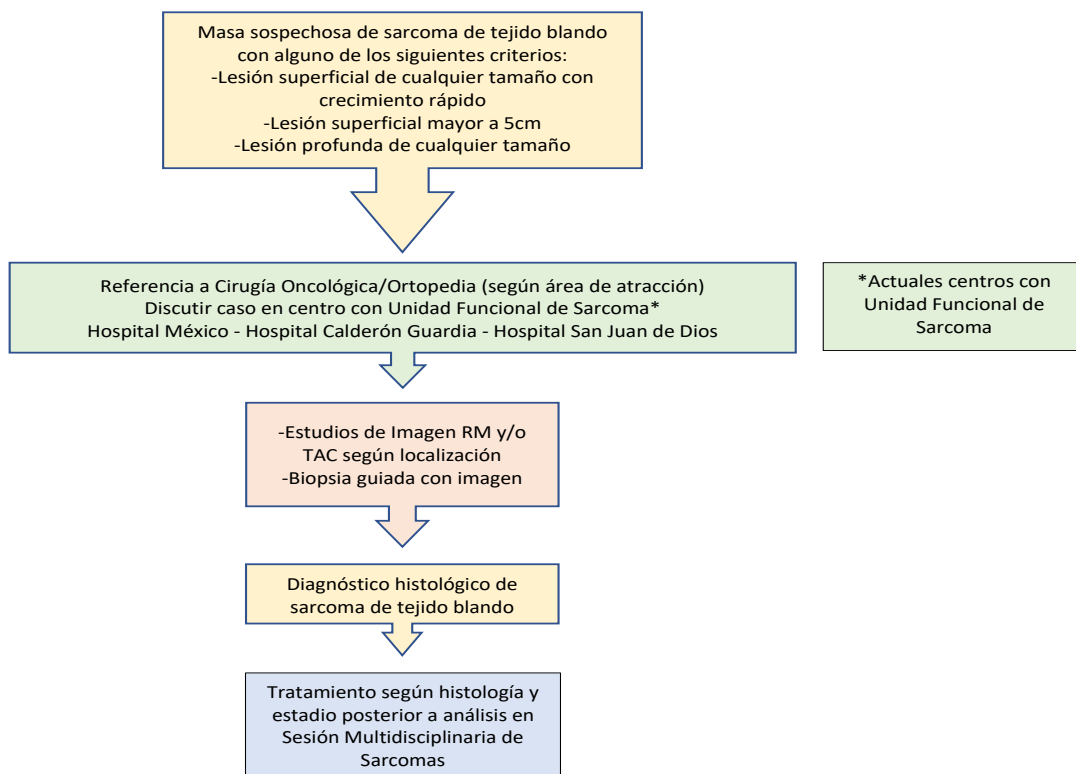 Masa sospechosa de sarcoma de tejido blando
con alguno de los siguientes criterios:
-Lesión superficial de cualquier tamaño con
crecimiento rápido
-Lesión superficial mayor a 5cm
-Lesión profunda de cualquier tamaño
Referencia a Cirugía Oncológica/Ortopedia (según área de atracción)
Discutir caso en centro con Unidad Funcional de Sarcoma*
Hospital México - Hospital Calderón Guardia - Hospital San Juan de Dios
*Actuales centros con
Unidad Funcional de
Sarcoma
-Estudios de Imagen RM y/o
TAC según localización
-Biopsia guiada con imagen
Diagnóstico histológico de
sarcoma de tejido blando
Tratamiento según histología y
estadio posterior a análisis en
Sesión Multidisciplinaria de
Sarcomas